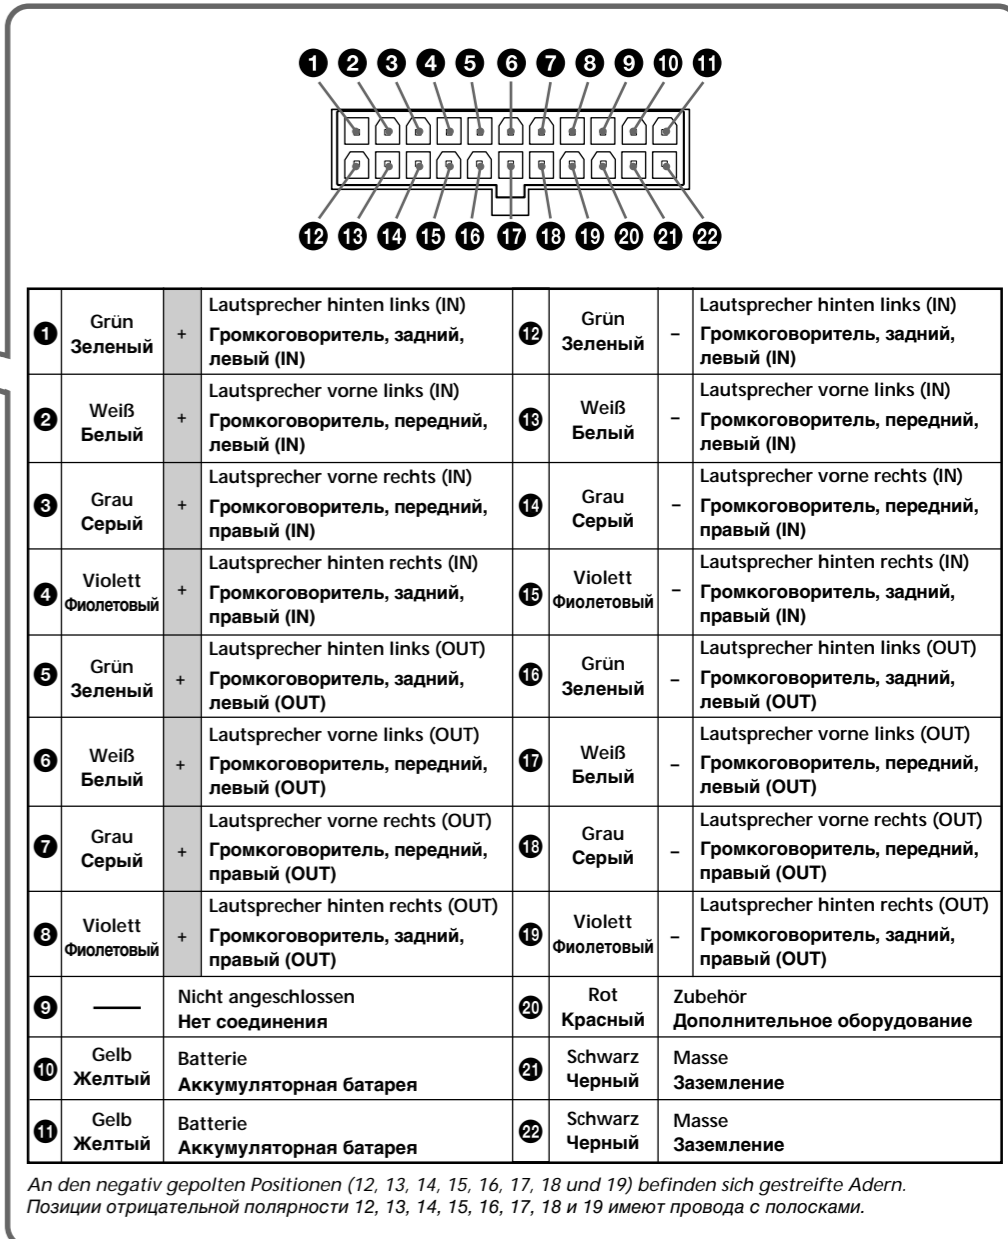 1 2 3 4 5 6 7 8 9 10 11
12 13 14 15 16 17 18 19 20 21 22
1 Grün Зеленый + Lautsprecher hinten links (IN)
Громкоговоритель, задний,
левый (IN)
12 Grün Зеленый – Lautsprecher hinten links (IN)
Громкоговоритель, задний,
левый (IN)
2 Weiß Белый + Lautsprecher vorne links (IN)
Громкоговоритель, передний,
левый (IN)
13 Weiß Белый – Lautsprecher vorne links (IN)
Громкоговоритель, передний,
левый (IN)
3 Grau Серый + Lautsprecher vorne rechts (IN)
Громкоговоритель, передний,
правый (IN)
14 Grau Серый – Lautsprecher vorne rechts (IN)
Громкоговоритель, передний,
правый (IN)
4 Violett Фиолетовый + Lautsprecher hinten rechts (IN)
Громкоговоритель, задний,
правый (IN)
15 Violett Фиолетовый – Lautsprecher hinten rechts (IN)
Громкоговоритель, задний,
правый (IN)
5 Grün Зеленый + Lautsprecher hinten links (OUT)
Громкоговоритель, задний,
левый (OUT)
16 Grün Зеленый – Lautsprecher hinten links (OUT)
Громкоговоритель, задний,
левый (OUT)
6 Weiß Белый + Lautsprecher vorne links (OUT)
Громкоговоритель, передний,
левый (OUT)
17 Weiß Белый – Lautsprecher vorne links (OUT)
Громкоговоритель, передний,
левый (OUT)
7 Grau Серый + Lautsprecher vorne rechts (OUT)
Громкоговоритель, передний,
правый (OUT)
18 Grau Серый – Lautsprecher vorne rechts (OUT)
Громкоговоритель, передний,
правый (OUT)
8 Violett Фиолетовый + Lautsprecher hinten rechts (OUT)
Громкоговоритель, задний,
правый (OUT)
19 Violett Фиолетовый – Lautsprecher hinten rechts (OUT)
Громкоговоритель, задний,
правый (OUT)
9 —— Nicht angeschlossen
Нет соединения
20 Rot Красный Zubehör
Дополнительное оборудование
10 Gelb Желтый Batterie
Аккумуляторная батарея
21 Schwarz Черный Masse
Заземление
11 Gelb Желтый Batterie
Аккумуляторная батарея
22 Schwarz Черный Masse
Заземление
An den negativ gepolten Positionen (12, 13, 14, 15, 16, 17, 18 und 19) befinden sich gestreifte Adern.
Позиции отрицательной полярности 12, 13, 14, 15, 16, 17, 18 и 19 имеют провода с полосками.